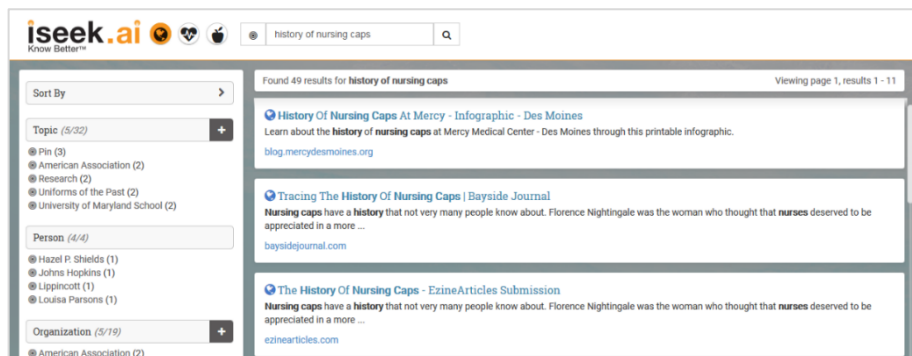 iseek.ai
Know Better™
history of nursing caps
Sort By
Topic (5/32)
Pin (3)
American Association (2)
Research (2)
Uniforms of the Past (2)
University of Maryland School (2)
Person (4/4)
Hazel P. Shields (1)
Johns Hopkins (1)
Lippincott (1)
Louisa Parsons (1)
Organization (5/19)
American Association (2)
Found 49 results for history of nursing caps
Viewing page 1, results 1 - 11
History Of Nursing Caps At Mercy - Infographic - Des Moines
Learn about the history of nursing caps at Mercy Medical Center - Des Moines through this printable infographic.
blog.mercydesmoines.org
Tracing The History Of Nursing Caps | Bayside Journal
Nursing caps have a history that not very many people know about. Florence Nightingale was the woman who thought that nurses deserved to be
appreciated in a more ...
baysidejournal.com
The History Of Nursing Caps - EzineArticles Submission
Nursing caps have a history that not very many people know about. Florence Nightingale was the woman who thought that nurses deserved to be
appreciated in a more ...
ezinearticles.com